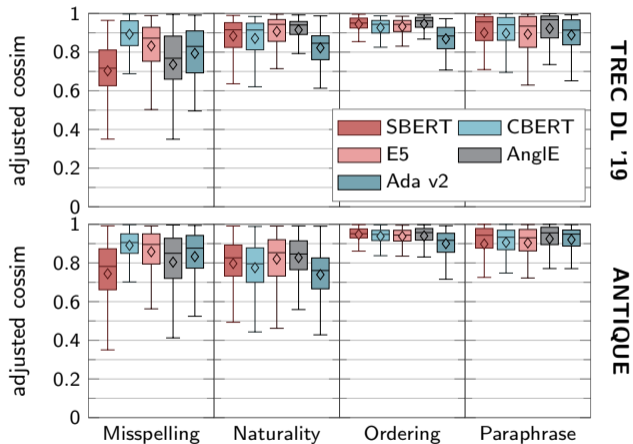 1
0.8
0.6
0.4
0.2
0
adjusted cossim
TREC DL '19
SBERT
CBERT
E5
AnglE
Ada v2
1
0.8
0.6
0.4
0.2
0
adjusted cossim
ANTIQUE
Misspelling
Naturality
Ordering
Paraphrase